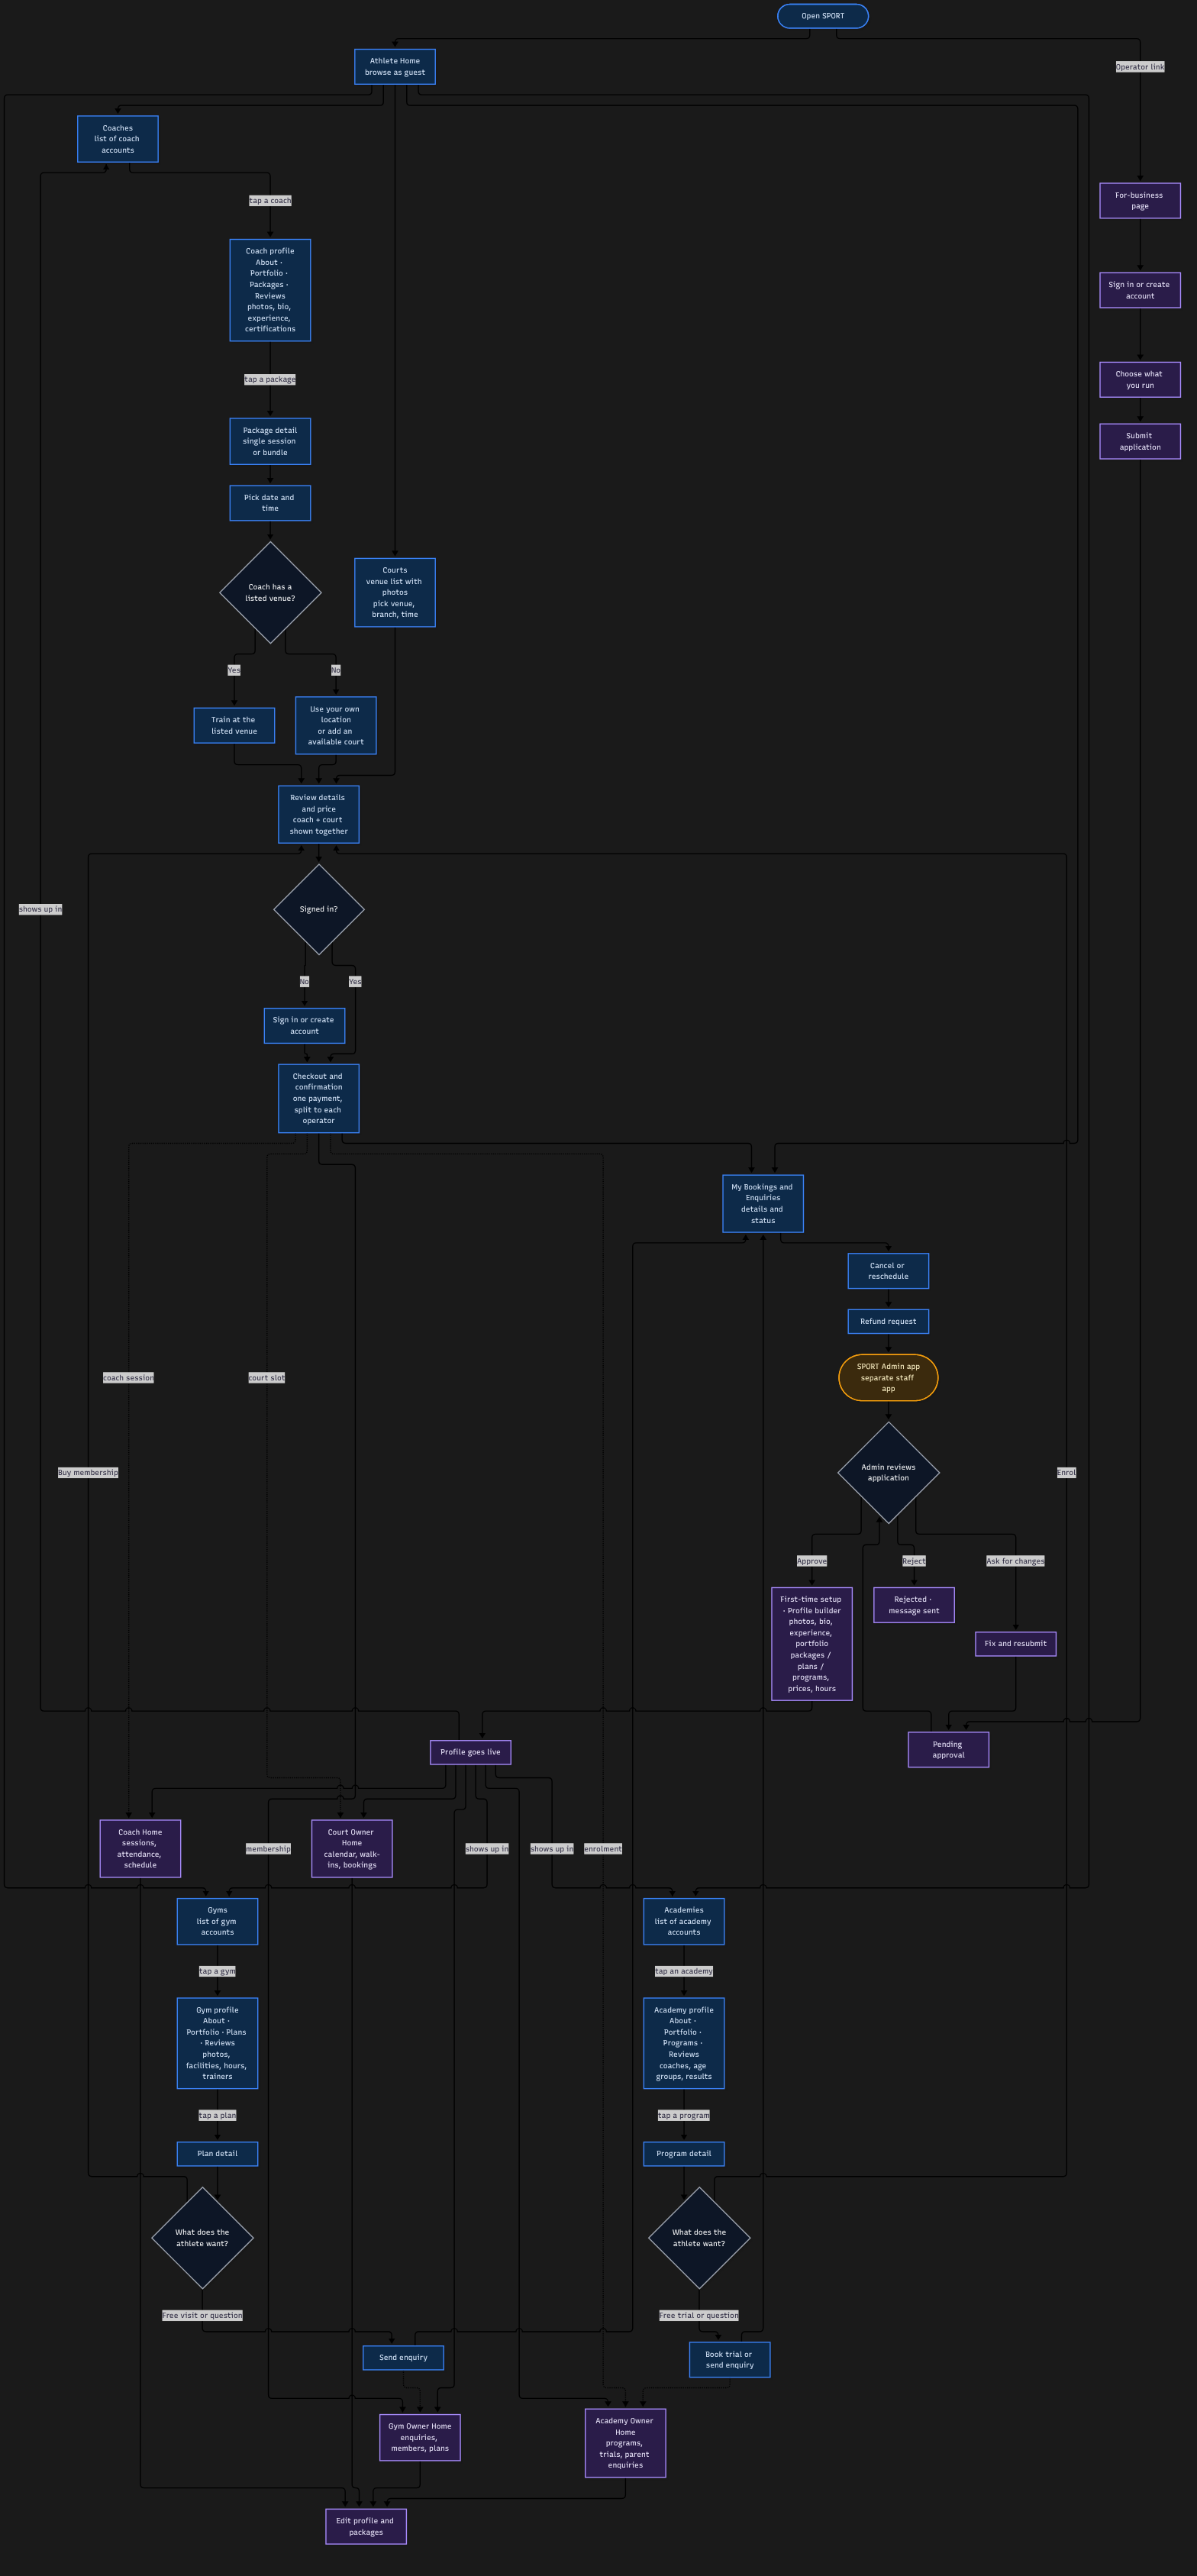 Open SPORT
Athlete Home
browse as guest
Operator link
Coaches
list of coach
accounts
tap a coach
For-business
page
Coach profile
About ·
Portfolio ·
Packages ·
Reviews
photos, bio,
experience,
certifications
Sign in or create
account
tap a package
Choose what
you run
Package detail
single session
or bundle
Submit
application
Pick date and
time
Coach has a
listed venue?
Courts
venue list with
photos
pick venue,
branch, time
Yes
No
Train at the
listed venue
Use your own
location
or add an
available court
Review details
and price
coach + court
shown together
shows up in
Signed in?
No
Yes
Sign in or create
account
Checkout and
confirmation
one payment,
split to each
operator
My Bookings and
Enquiries
details and
status
Cancel or
reschedule
Refund request
coach session
court slot
SPORT Admin app
separate staff
app
Buy membership
Admin reviews
application
Enrol
Approve
Reject
Ask for changes
First-time setup
· Profile builder
photos, bio,
experience,
portfolio
packages /
plans /
programs,
prices, hours
Rejected ·
message sent
Fix and resubmit
Profile goes live
Pending
approval
Coach Home
sessions,
attendance,
schedule
membership
Court Owner
Home
calendar, walk-
ins, bookings
shows up in
shows up in
enrolment
Gyms
list of gym
accounts
Academies
list of academy
accounts
tap a gym
tap an academy
Gym profile
About ·
Portfolio · Plans
· Reviews
photos,
facilities, hours,
trainers
Academy profile
About ·
Portfolio ·
Programs ·
Reviews
coaches, age
groups, results
tap a plan
tap a program
Plan detail
Program detail
What does the
athlete want?
What does the
athlete want?
Free visit or question
Free trial or question
Send enquiry
Book trial or
send enquiry
Gym Owner Home
enquiries,
members, plans
Academy Owner
Home
programs,
trials, parent
enquiries
Edit profile and
packages